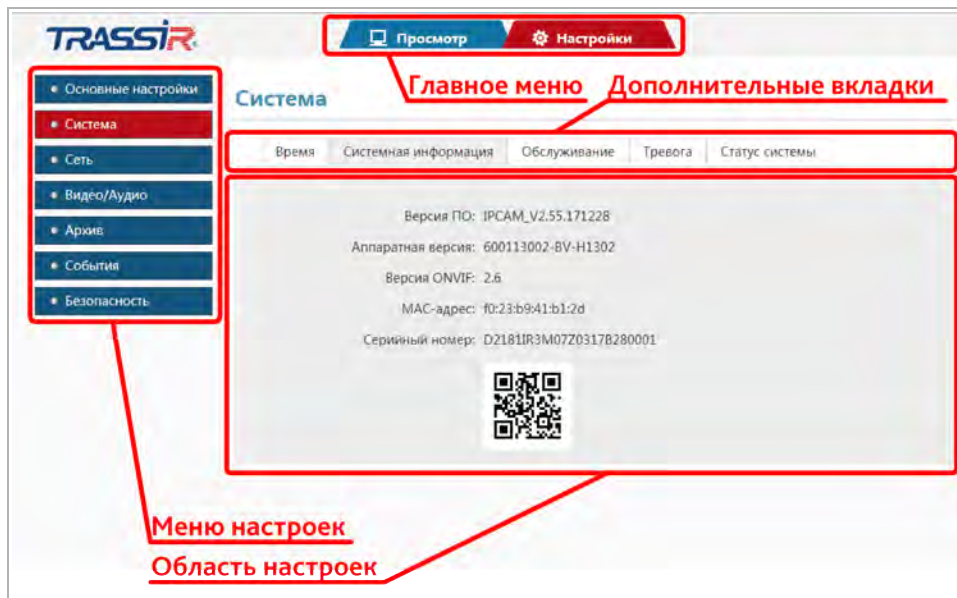 TRASSIR
Просмотр
Настройки
Главное меню
Дополнительные вкладки
Основные настройки
Система
Сеть
Видео/Аудио
Архив
События
Безопасность
Система
Время
Системная информация
Обслуживание
Тревога
Статус системы
Версия ПО: IPCAM_V2.55.171228
Аппаратная версия: 600113002-BV-H1302
Версия ONVIF: 2.6
MAC-адрес: f0:23:b9:41:b1:2d
Серийный номер: D2181IR3M07Z0317B280001
Меню настроек
Область настроек